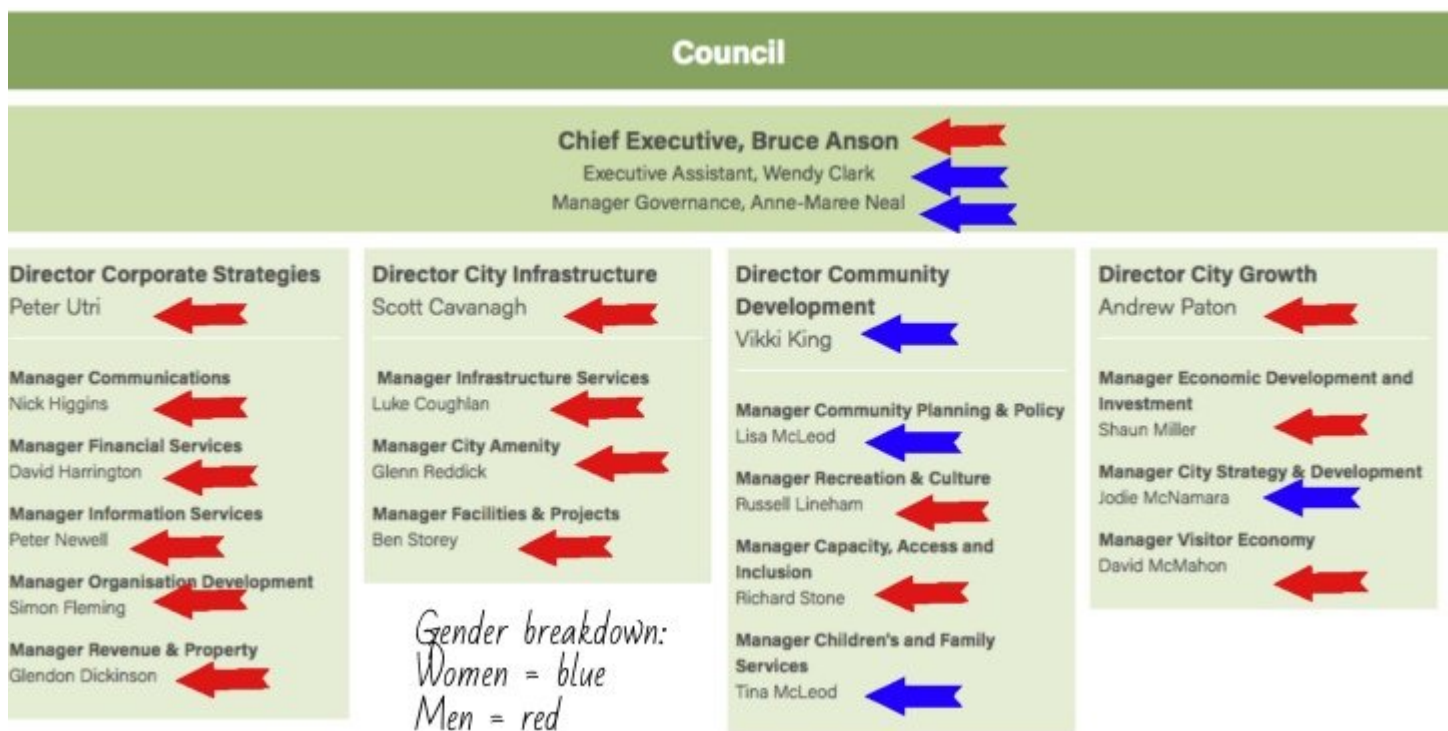 Council
Chief Executive, Bruce Anson
Executive Assistant, Wendy Clark
Manager Governance, Anne-Maree Neal
Director Corporate Strategies
Peter Utri
Manager Communications
Nick Higgins
Manager Financial Services
David Harrington
Manager Information Services
Peter Newell
Manager Organisation Development
Simon Fleming
Manager Revenue & Property
Glendon Dickinson
Director City Infrastructure
Scott Cavanagh
Manager Infrastructure Services
Luke Coughlan
Manager City Amenity
Glenn Reddick
Manager Facilities & Projects
Ben Storey
Gender breakdown:
Women = blue
Men = red
Director Community
Development
Vikki King
Manager Community Planning & Policy
Lisa McLeod
Manager Recreation & Culture
Russell Lineham
Manager Capacity, Access and
Inclusion
Richard Stone
Manager Children's and Family
Services
Tina McLeod
Director City Growth
Andrew Paton
Manager Economic Development and
Investment
Shaun Miller
Manager City Strategy & Development
Jodie McNamara
Manager Visitor Economy
David McMahon